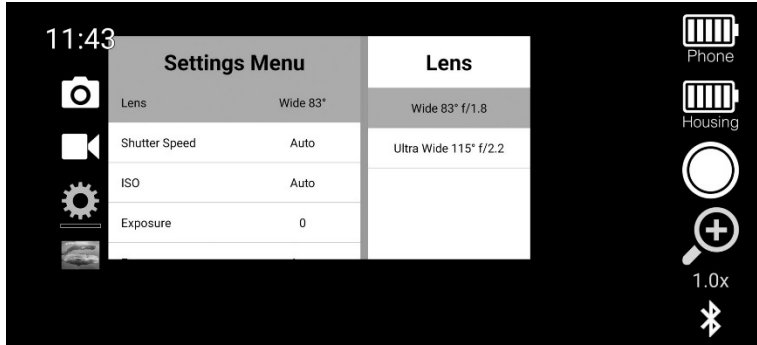 11:43
Settings Menu
Lens Wide 83°
Shutter Speed Auto
ISO Auto
Exposure 0
Lens
Wide 83° f/1.8
Ultra Wide 115° f/2.2
Phone
Housing
1.0x